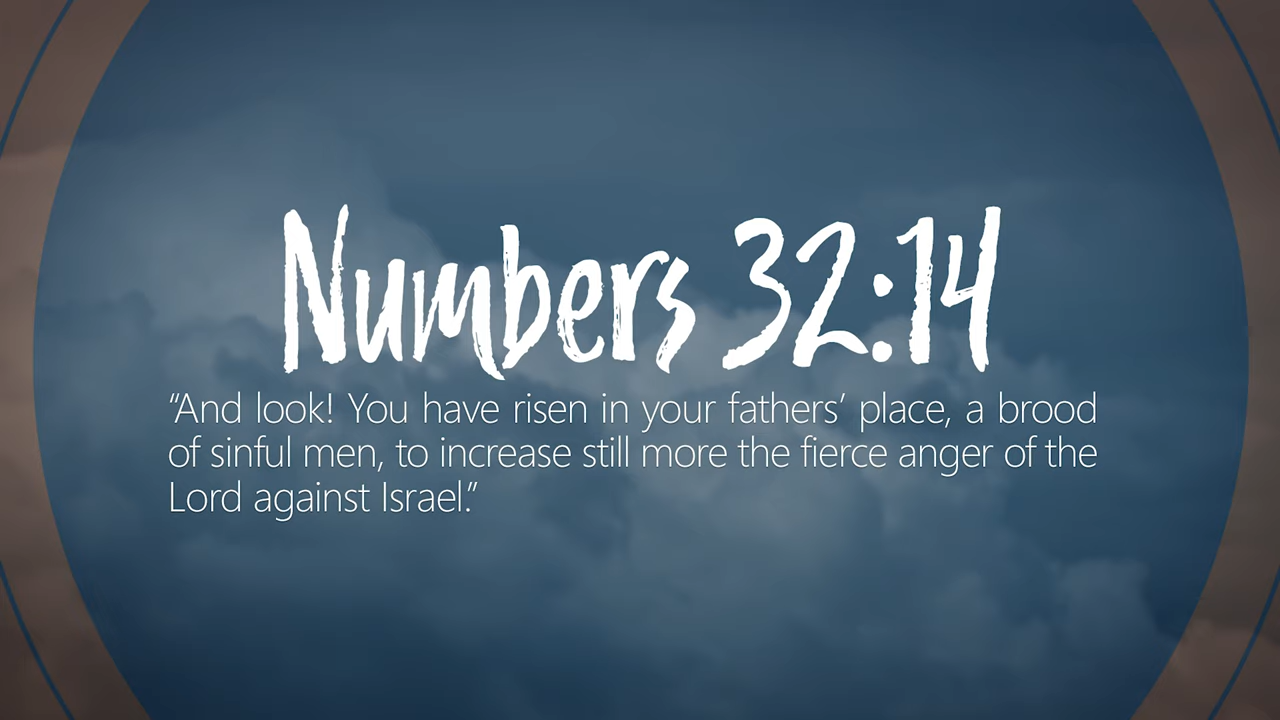 Numbers 32:14
“And look! You have risen in your fathers’ place, a brood
of sinful men, to increase still more the fierce anger of the
Lord against Israel.”